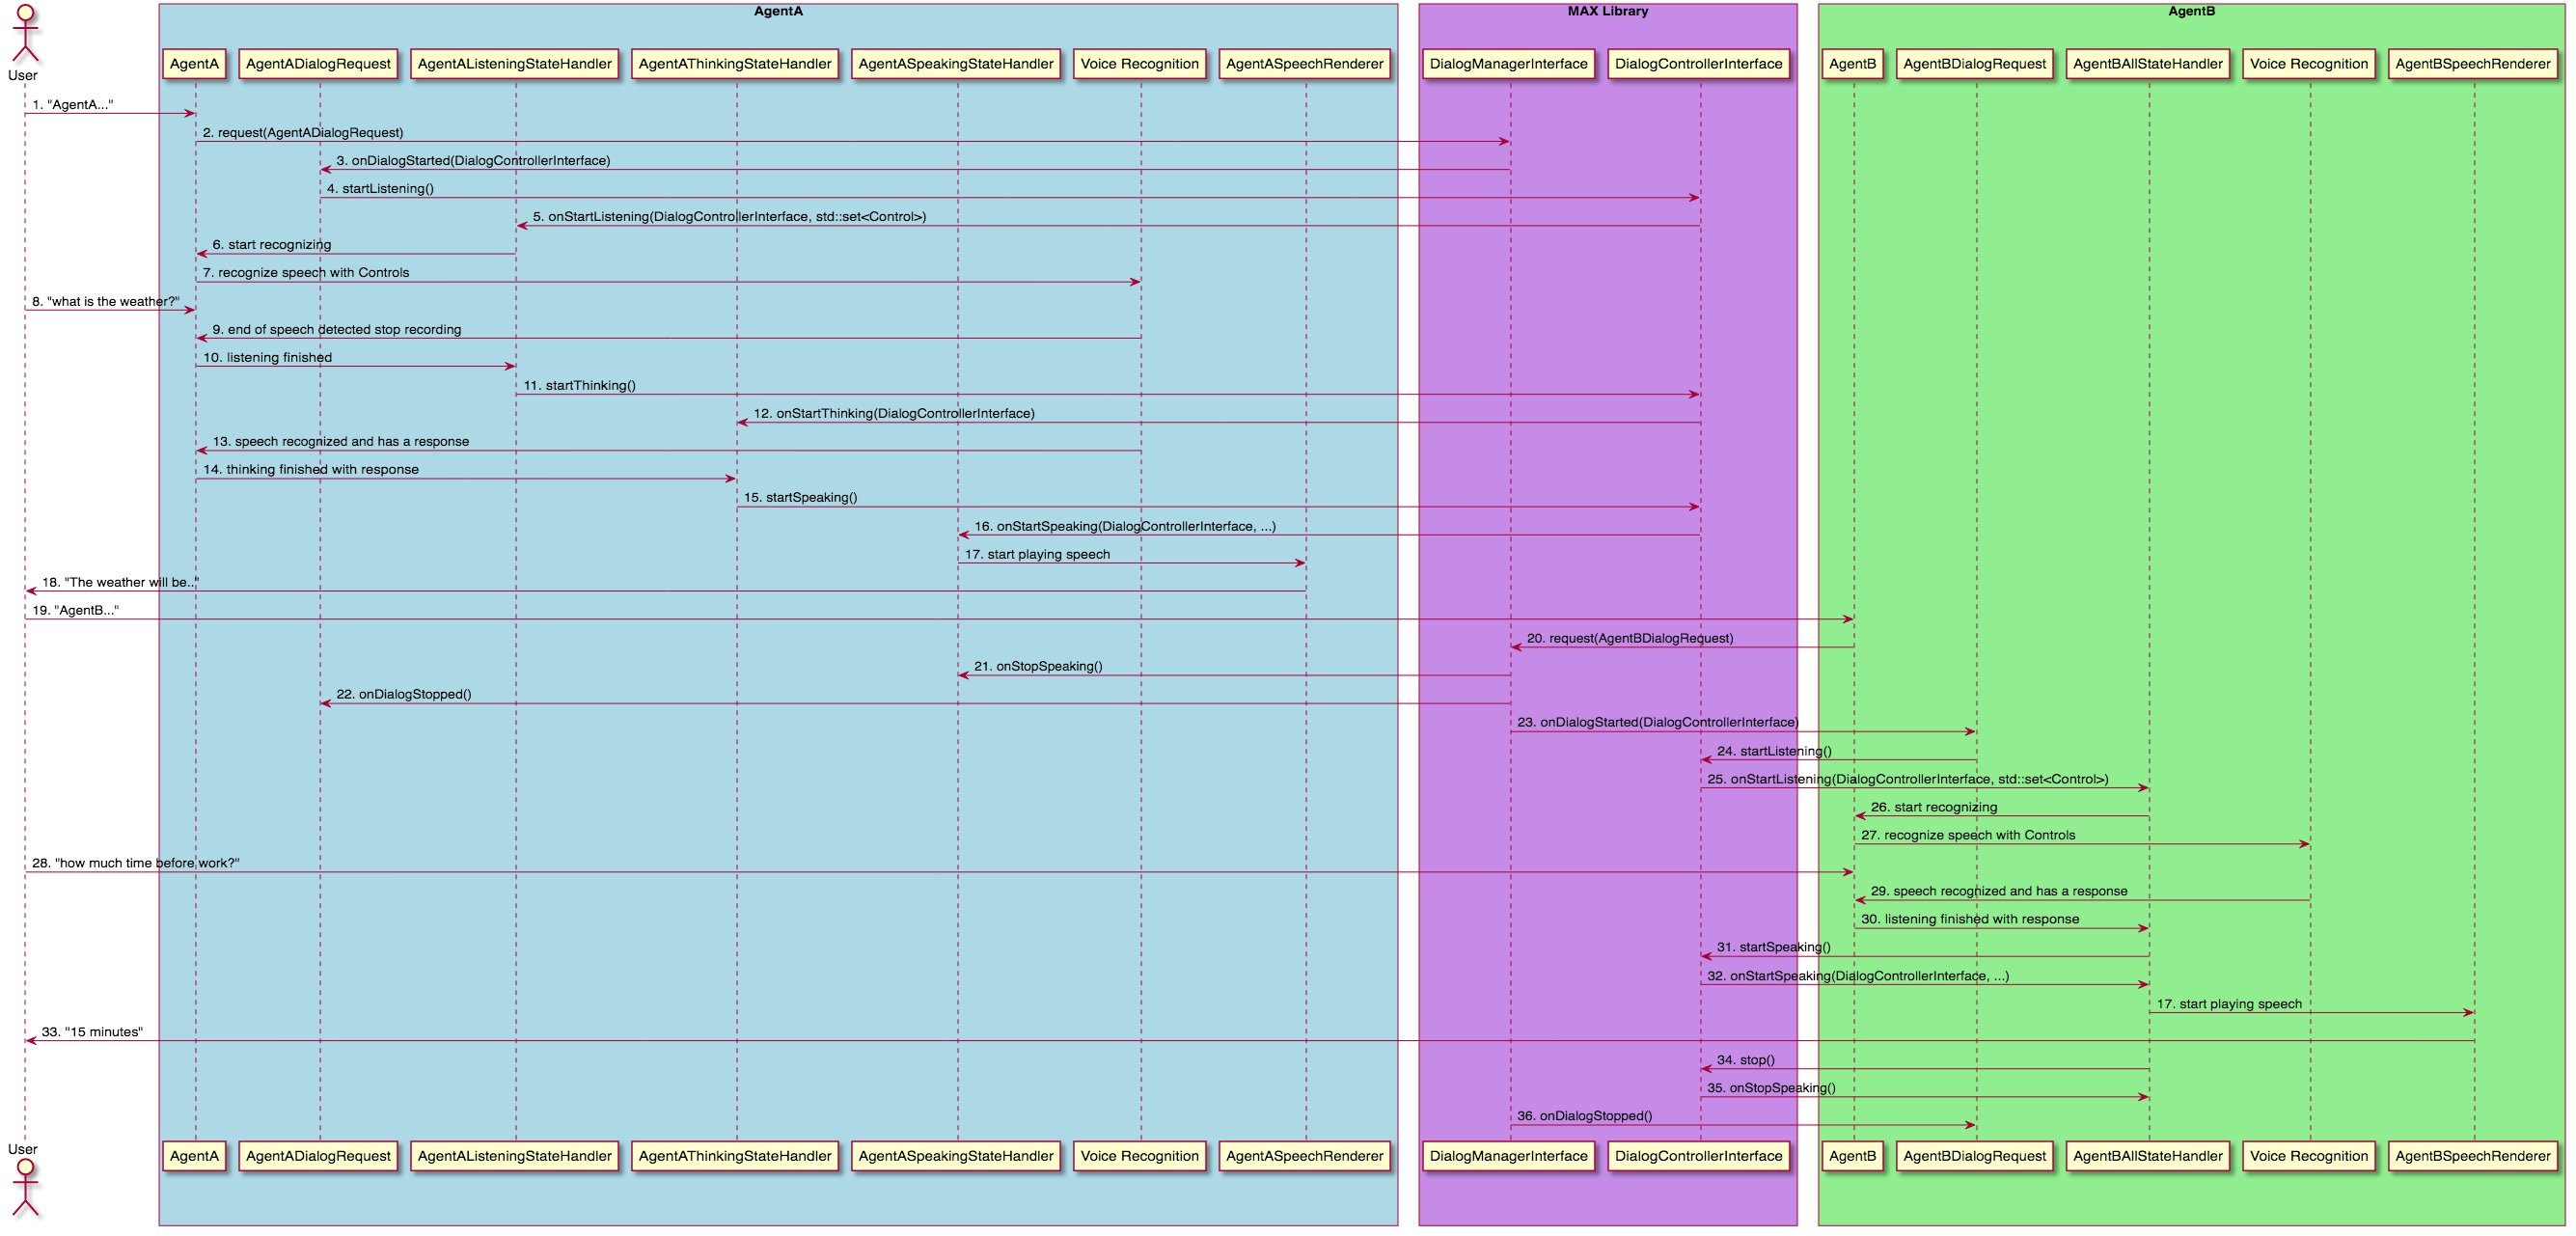 AgentA
MAX Library
AgentB
User
AgentA
AgentADialogRequest
AgentAListeningStateHandler
AgentAThinkingStateHandler
AgentASpeakingStateHandler
Voice Recognition
AgentASpeechRenderer
DialogManagerInterface
DialogControllerInterface
AgentB
AgentBDialogRequest
AgentBAllStateHandler
Voice Recognition
AgentBSpeechRenderer
1. "AgentA..."
2. request(AgentADialogRequest)
3. onDialogStarted(DialogControllerInterface)
4. startListening()
5. onStartListening(DialogControllerInterface, std::set<Control>)
6. start recognizing
7. recognize speech with Controls
8. "what is the weather?"
9. end of speech detected stop recording
10. listening finished
11. startThinking()
12. onStartThinking(DialogControllerInterface)
13. speech recognized and has a response
14. thinking finished with response
15. startSpeaking()
16. onStartSpeaking(DialogControllerInterface, ...)
17. start playing speech
18. "The weather will be.."
19. "AgentB..."
20. request(AgentBDialogRequest)
21. onStopSpeaking()
22. onDialogStopped()
23. onDialogStarted(DialogControllerInterface)
24. startListening()
25. onStartListening(DialogControllerInterface, std::set<Control>)
26. start recognizing
27. recognize speech with Controls
28. "how much time before work?"
29. speech recognized and has a response
30. listening finished with response
31. startSpeaking()
32. onStartSpeaking(DialogControllerInterface, ...)
17. start playing speech
33. "15 minutes"
34. stop()
35. onStopSpeaking()
36. onDialogStopped()
User
AgentA
AgentADialogRequest
AgentAListeningStateHandler
AgentAThinkingStateHandler
AgentASpeakingStateHandler
Voice Recognition
AgentASpeechRenderer
DialogManagerInterface
DialogControllerInterface
AgentB
AgentBDialogRequest
AgentBAllStateHandler
Voice Recognition
AgentBSpeechRenderer